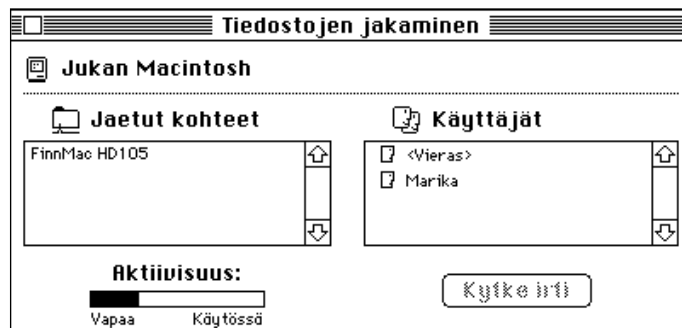 Tiedostojen jakaminen
Jukan Macintosh
Jaetut kohteet
FinnMac HD105
Käyttäjät
<Vieras>
Marika
Aktiivisuus:
Vapaa Käytössä
Kytke irti